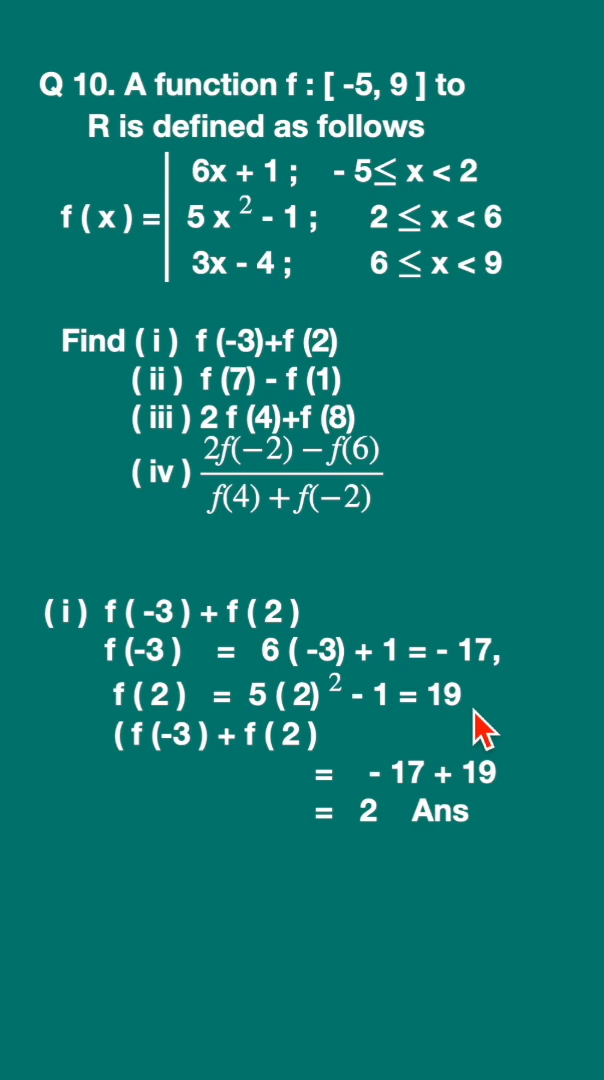 Q 10. A function f : [ -5, 9 ] to
R is defined as follows
6x + 1 ; - 5≤ x < 2
f ( x ) = 5 x² - 1 ; 2 ≤ x < 6
3x - 4 ; 6 ≤ x < 9
Find ( i ) f (-3)+f (2)
( ii ) f (7) - f (1)
( iii ) 2 f (4)+f (8)
( iv ) \frac{2f(−2) − f(6)}{f(4) + f(−2)}
( i ) f ( -3 ) + f ( 2 )
f (-3 ) = 6 ( -3) + 1 = - 17,
f ( 2 ) = 5 ( 2)² - 1 = 19
( f (-3 ) + f ( 2 )
= - 17 + 19
= 2 Ans